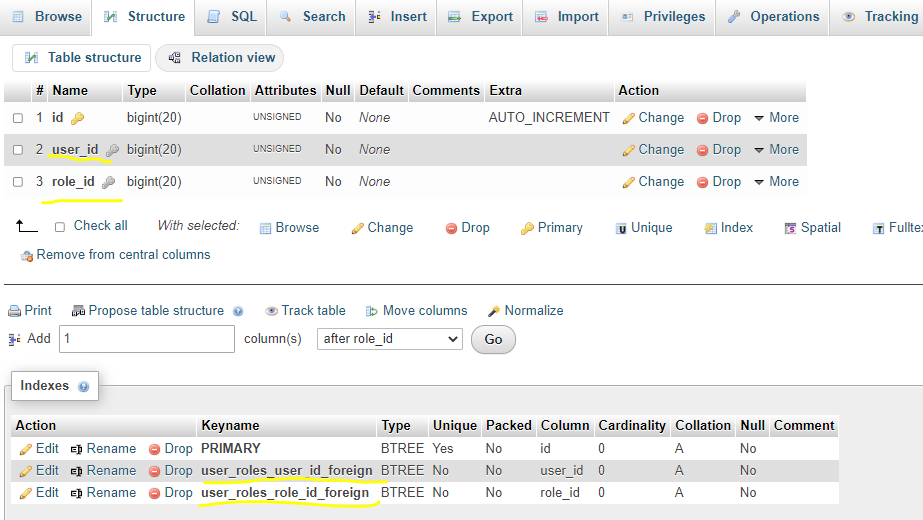 Browse Structure SQL Search Insert Export Import Privileges Operations Tracking
Table structure Relation view
# Name Type Collation Attributes Null Default Comments Extra Action
1 id bigint(20) UNSIGNED No None AUTO_INCREMENT Change Drop More
2 user_id bigint(20) UNSIGNED No None Change Drop More
3 role_id bigint(20) UNSIGNED No None Change Drop More
Check all With selected: Browse Change Drop Primary Unique Index Spatial Fullte
Remove from central columns
Print Propose table structure Track table Move columns Normalize
Add 1 column(s) after role_id Go
Indexes
Action Keyname Type Unique Packed Column Cardinality Collation Null Comment
Edit Rename Drop PRIMARY BTREE Yes No id 0 A No
Edit Rename Drop user_roles_user_id_foreign BTREE No No user_id 0 A No
Edit Rename Drop user_roles_role_id_foreign BTREE No No role_id 0 A No